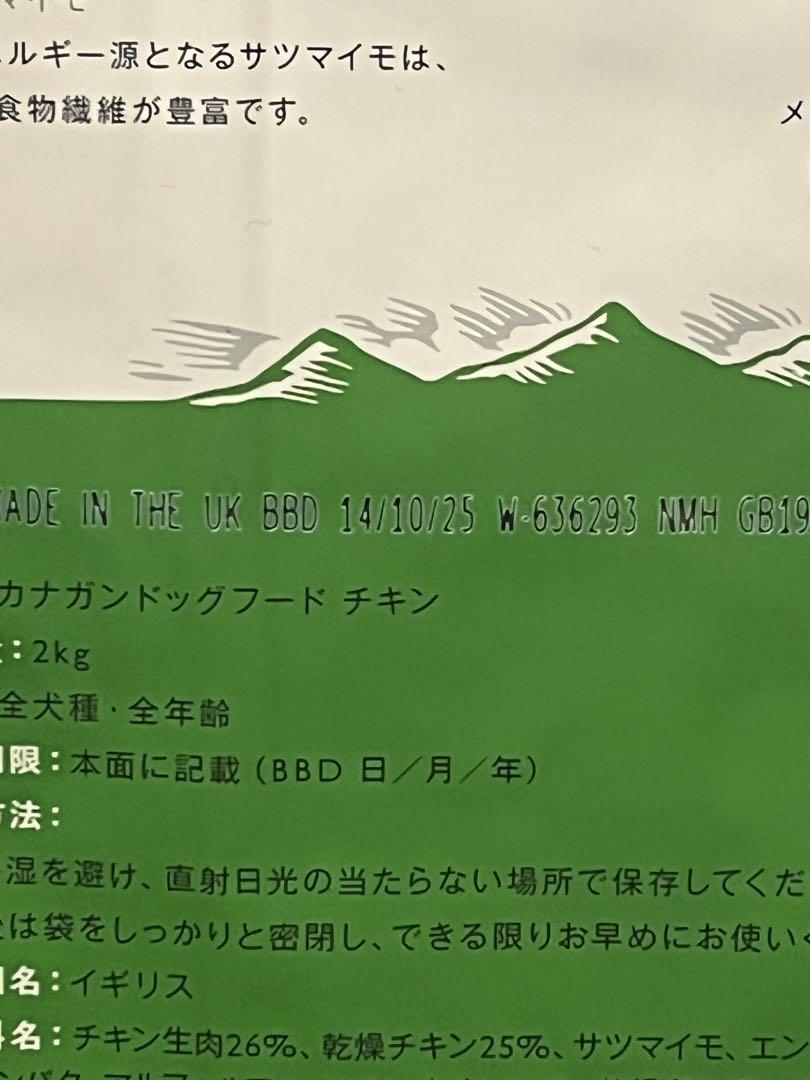 マイモ
ルギー源となるサツマイモは、
食物繊維が豊富です。
メ
ADE IN THE UK BBD 14/10/25 W-636293 NMH GB19
カナガンドッグフード チキン
：2kg
全犬種・全年齢
限：本面に記載（BBD 日／月／年）
方法：
湿を避け、直射日光の当たらない場所で保存してくだ
は袋をしっかりと密閉し、できる限りお早めにお使い
名：イギリス
名：チキン生肉26%、乾燥チキン25%、サツマイモ、エン